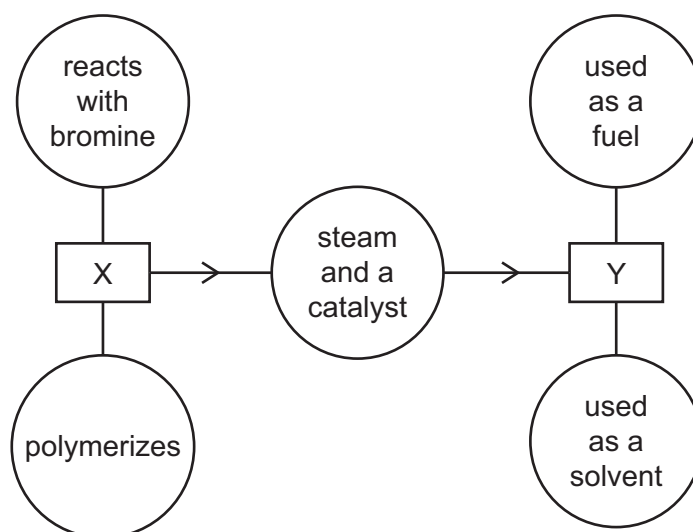 reacts
with
bromine
used
as a
fuel
X
steam
and a
catalyst
Y
polymerizes
used
as a
solvent